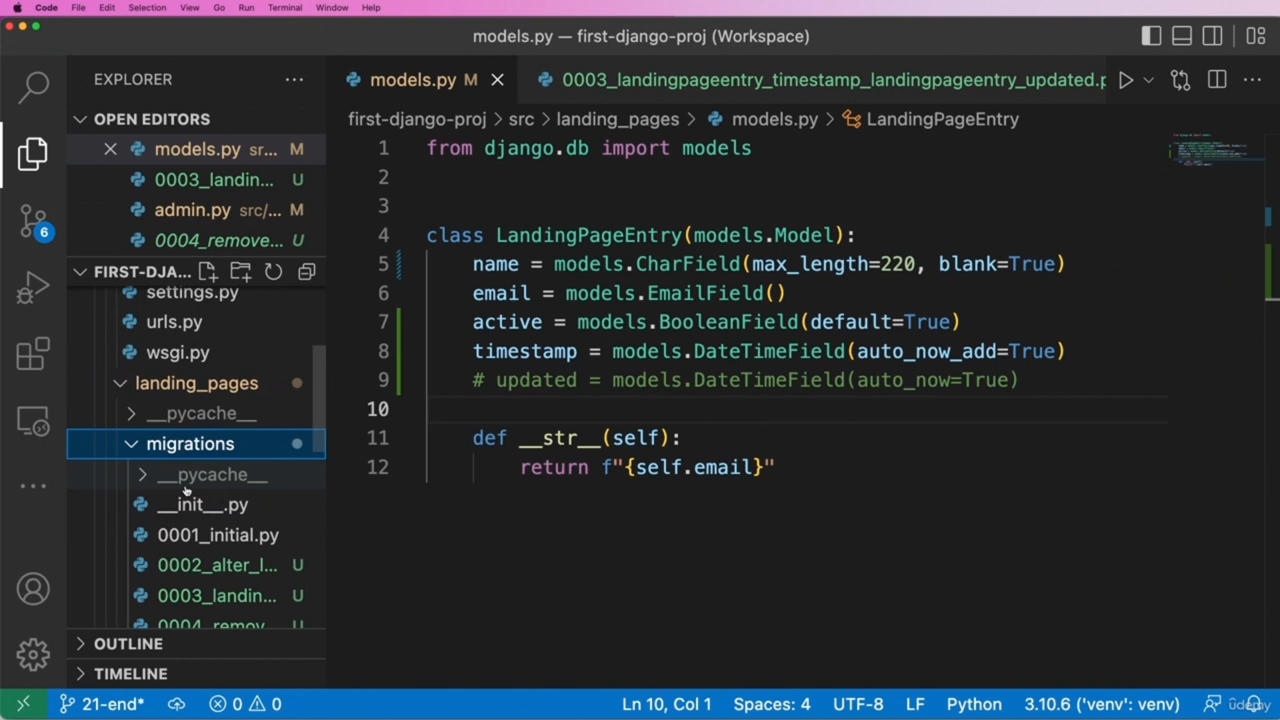 Code File Edit Selection View Go Run Terminal Window Help
models.py — first-django-proj (Workspace)
EXPLORER
OPEN EDITORS
models.py src... M
0003_landin... U
admin.py src/... M
0004_remove... U
FIRST-DJA...
settings.py
urls.py
wsgi.py
landing_pages
__pycache__
migrations
__pycache__
__init__.py
0001_initial.py
0002_alter_l... U
0003_landin... U
0004_remov... U
OUTLINE
TIMELINE
models.py M
0003_landingpageentry_timestamp_landingpageentry_updated.p
first-django-proj > src > landing_pages > models.py > LandingPageEntry
1 from django.db import models
2
3
4 class LandingPageEntry(models.Model):
5 name = models.CharField(max_length=220, blank=True)
6 email = models.EmailField()
7 active = models.BooleanField(default=True)
8 timestamp = models.DateTimeField(auto_now_add=True)
9 # updated = models.DateTimeField(auto_now=True)
10
11 def __str__(self):
12 return f"{self.email}"
6
21-end* 0 0 Ln 10, Col 1 Spaces: 4 UTF-8 LF Python 3.10.6 ('venv': venv)
udemy